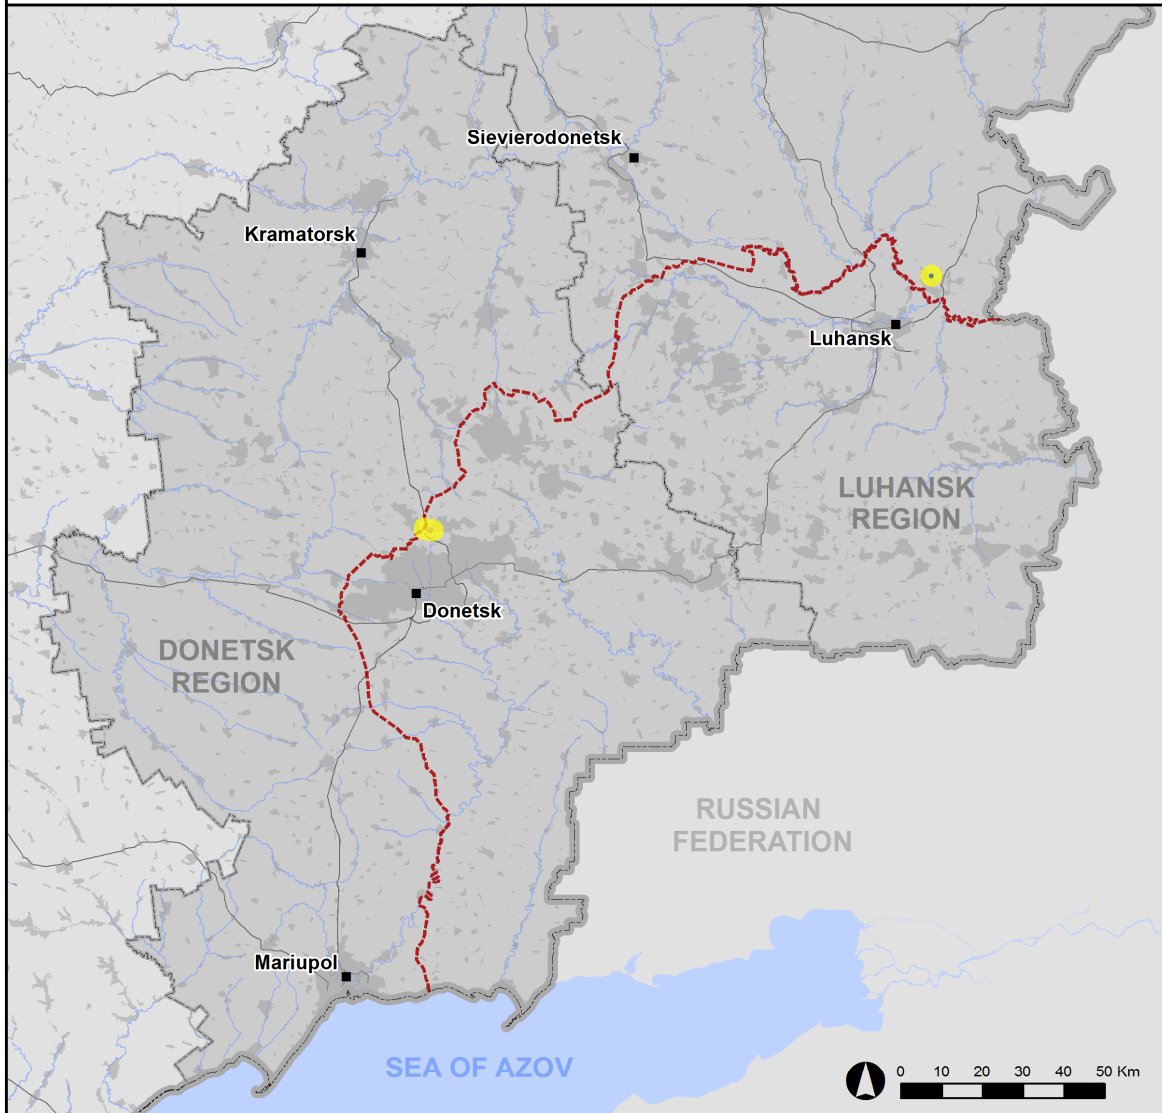 Sievierodonetsk
Kramatorsk
Luhansk
LUHANSK
REGION
Donetsk
DONETSK
REGION
RUSSIAN
FEDERATION
Mariupol
SEA OF AZOV
0 10 20 30 40 50 Km